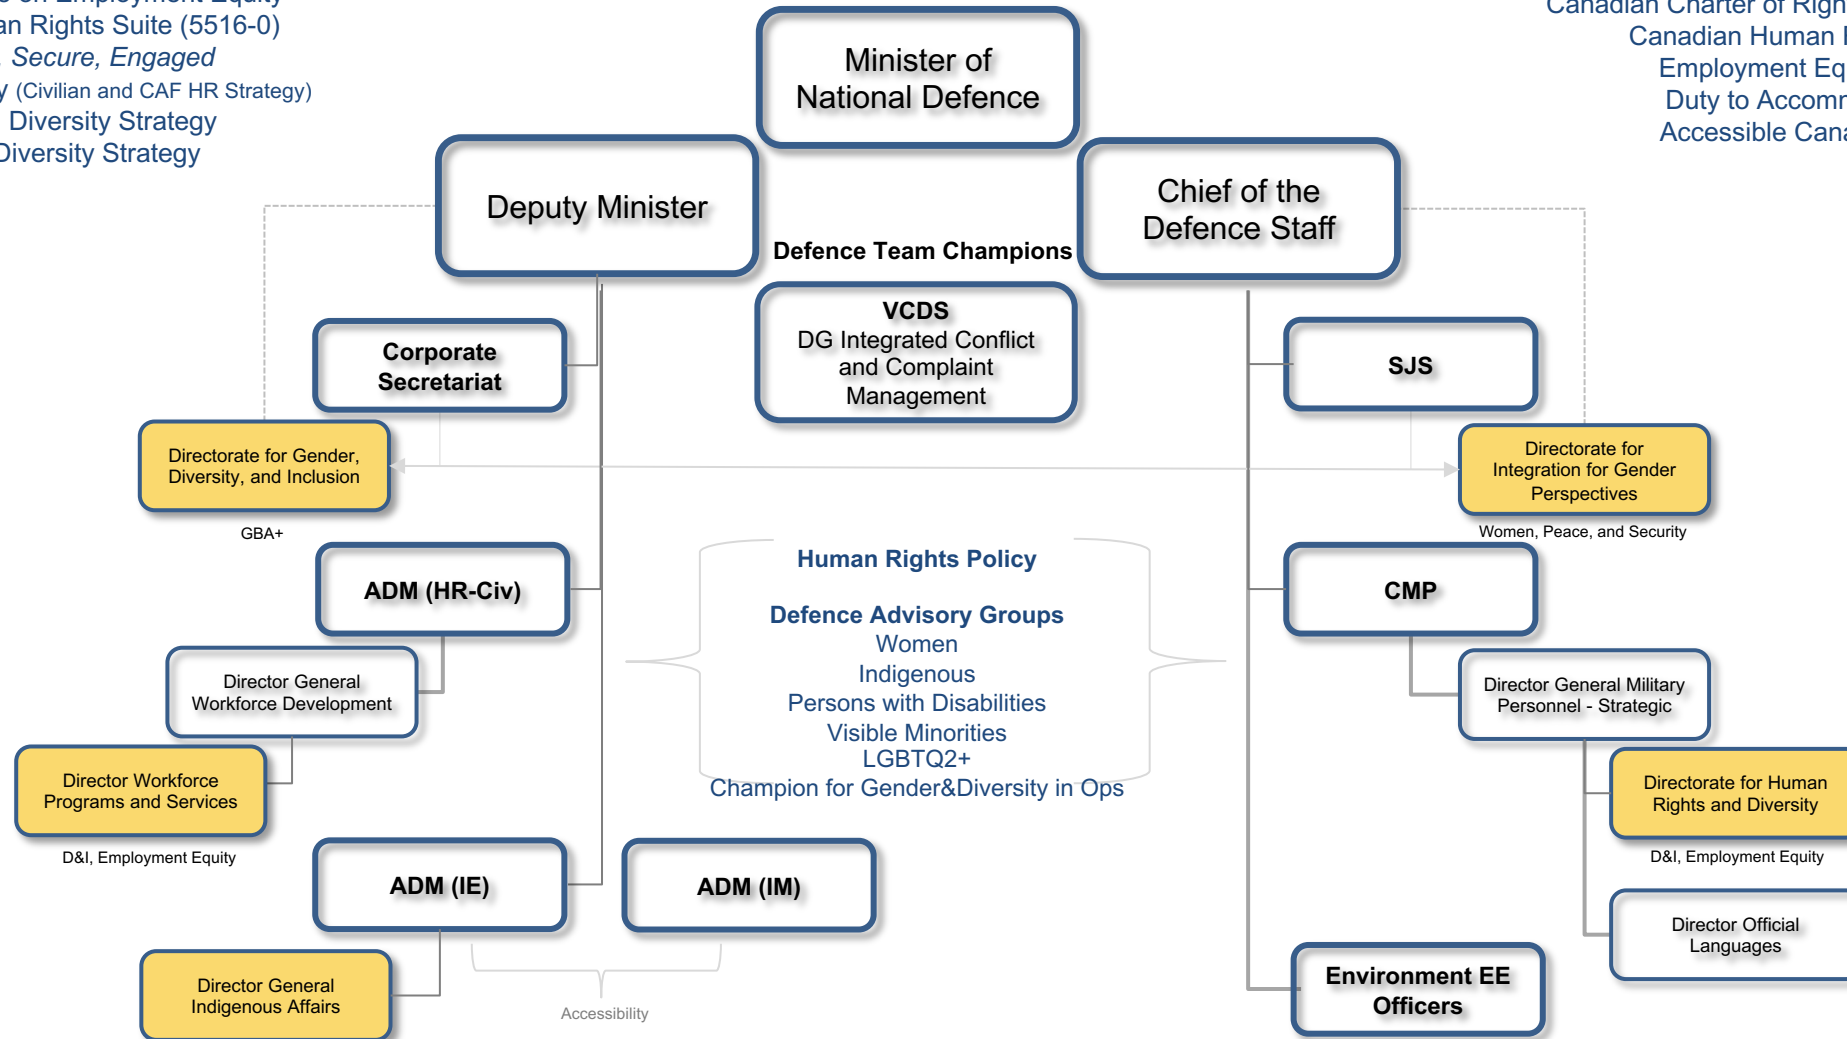 on Employment Equity
Rights Suite (5516-0)
Secure, Engaged
(Civilian and CAF HR Strategy)
Diversity Strategy
Diversity Strategy
Canadian Charter of
Canadian Human
Employment
Duty to
Accessible
Minister of
National Defence
Deputy Minister
Chief of the
Defence Staff
Defence Team Champions
VCDS
DG Integrated Conflict
and Complaint
Management
Corporate
Secretariat
SJS
Directorate for Gender,
Diversity, and Inclusion
GBA+
Directorate for
Integration for Gender
Perspectives
Women, Peace, and Security
Human Rights Policy
Defence Advisory Groups
Women
Indigenous
Persons with Disabilities
Visible Minorities
LGBTQ2+
Champion for Gender&Diversity in Ops
ADM (HR-Civ)
CMP
Director General
Workforce Development
Director General Military
Personnel - Strategic
Director Workforce
Programs and Services
D&I, Employment Equity
Directorate for Human
Rights and Diversity
D&I, Employment Equity
ADM (IE)
ADM (IM)
Director Official
Languages
Director General
Indigenous Affairs
Accessibility
Environment EE
Officers